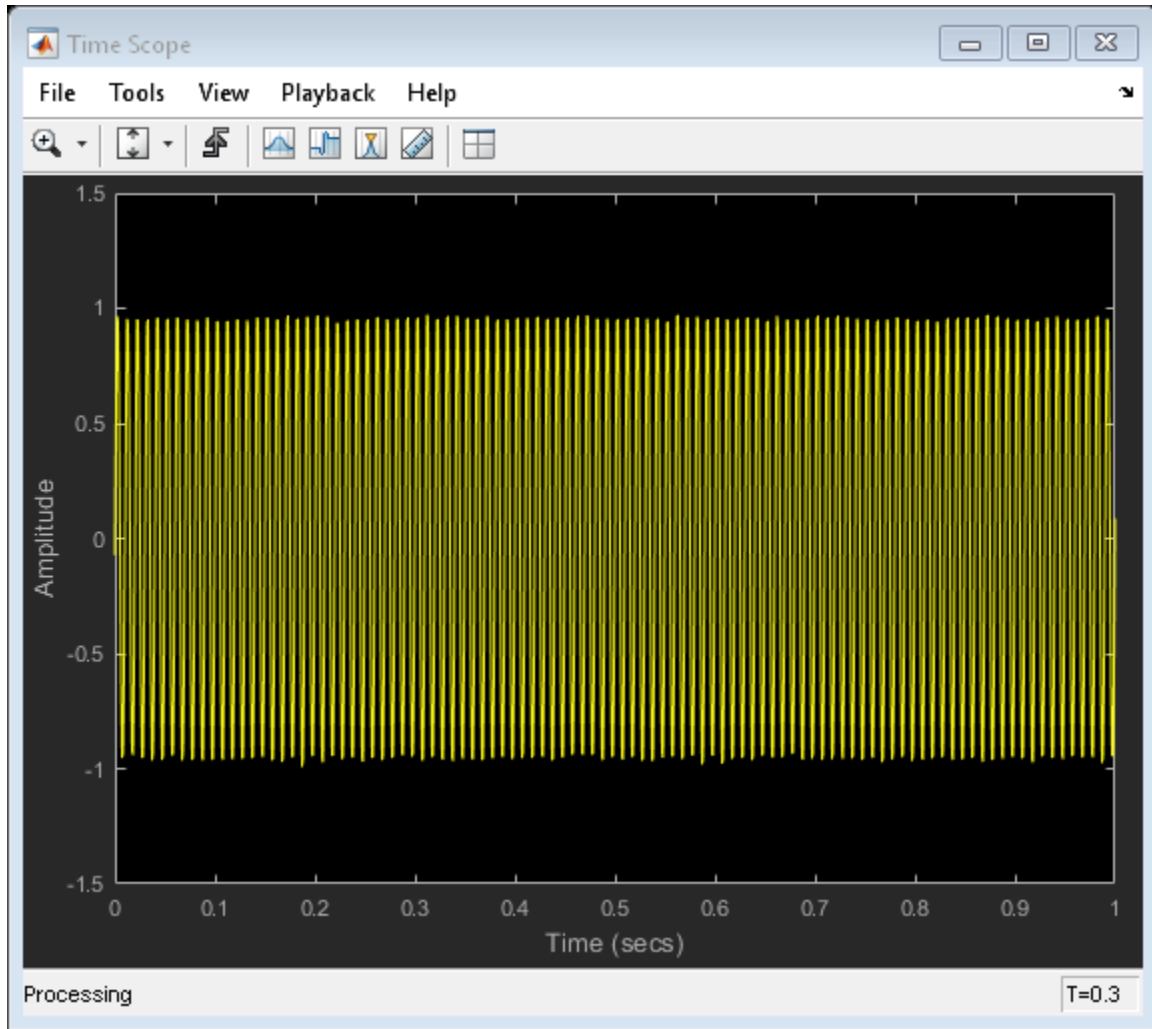 Time Scope
File Tools View Playback Help
1.5
1
0.5
0
-0.5
-1
-1.5
Amplitude
0 0.1 0.2 0.3 0.4 0.5 0.6 0.7 0.8 0.9 1
Time (secs)
Processing T=0.3